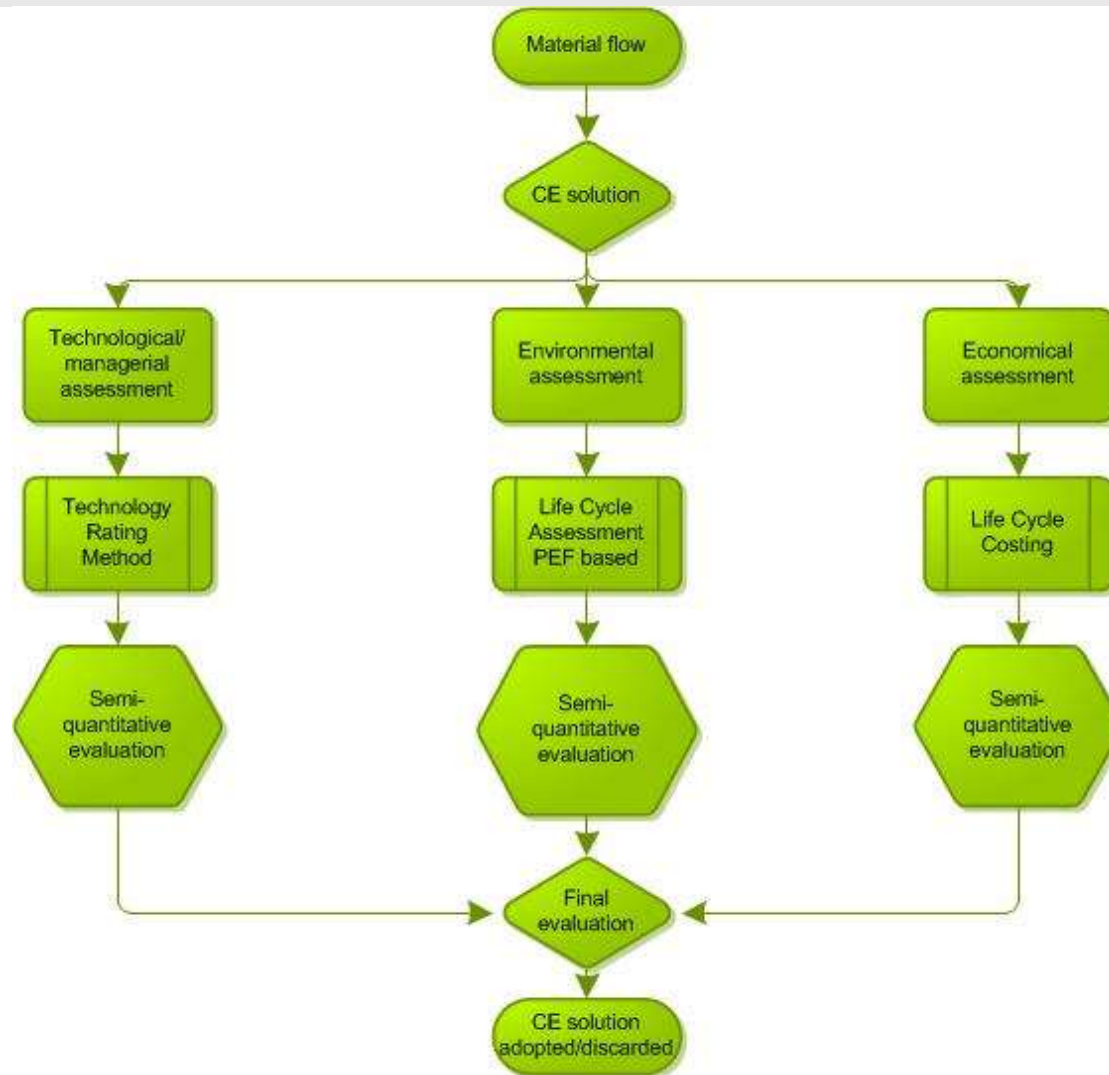 Material flow
CE solution
Technological/
managerial
assessment
Environmental
assessment
Economical
assessment
Technology
Rating
Method
Life Cycle
Assessment
PEF based
Life Cycle
Costing
Semi-
quantitative
evaluation
Semi-
quantitative
evaluation
Semi-
quantitative
evaluation
Final
evaluation
CE solution
adopted/discarded